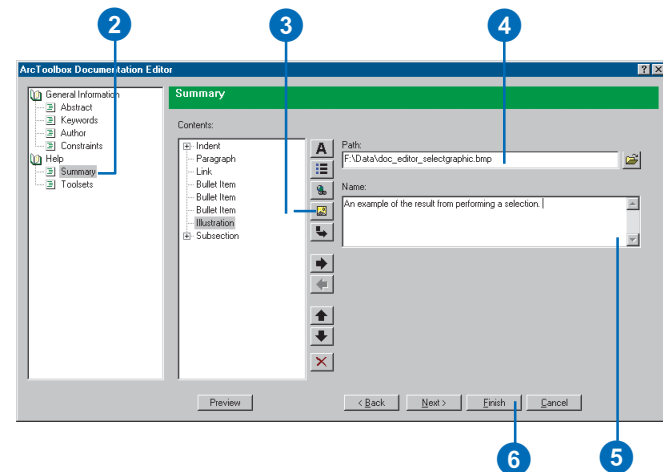 2
3
4
ArcToolbox Documentation Editor
General Information
Abstract
Keywords
Author
Constraints
Help
Summary
Toolsets
Summary
Contents:
Indent
Paragraph
Link
Bullet Item
Bullet Item
Bullet Item
Illustration
Subsection
A
Path:
F:\Data\doc_editor_selectgraphic.bmp
Name:
An example of the result from performing a selection.
Preview
< Back
Next >
Finish
Cancel
6
5